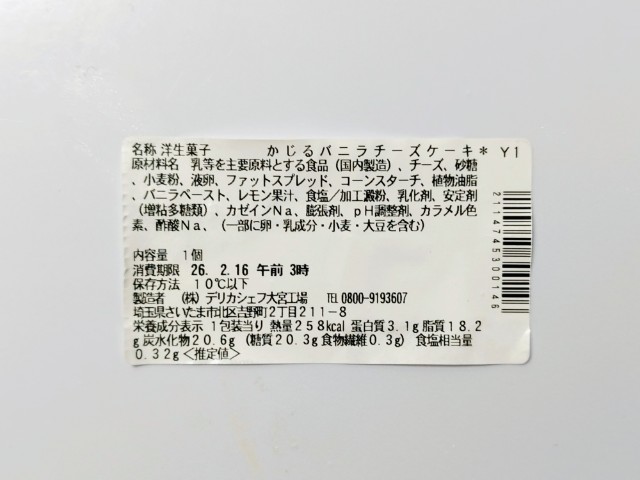 名称 洋生菓子 かじるバニラチーズケーキ* Y1
原材料名 乳等を主要原料とする食品（国内製造）、チーズ、砂糖
、小麦粉、液卵、ファットスプレッド、コーンスターチ、植物油脂
、バニラペースト、レモン果汁、食塩／加工澱粉、乳化剤、安定剤
（増粘多糖類）、カゼインNa、膨張剤、pH調整剤、カラメル色
素、酢酸Na、（一部に卵・乳成分・小麦・大豆を含む）
内容量 1個
消費期限 26. 2.16 午前 3時
保存方法 10℃以下
製造者 （株）デリカシェフ大宮工場 TEL 0800-9193607
埼玉県さいたま市北区吉野町2丁目211-8
栄養成分表示 1包装当り 熱量258kcal 蛋白質3.1g 脂質18.2
g 炭水化物20.6g（糖質20.3g 食物繊維0.3g） 食塩相当量
0.32g＜推定値＞
2114745300146